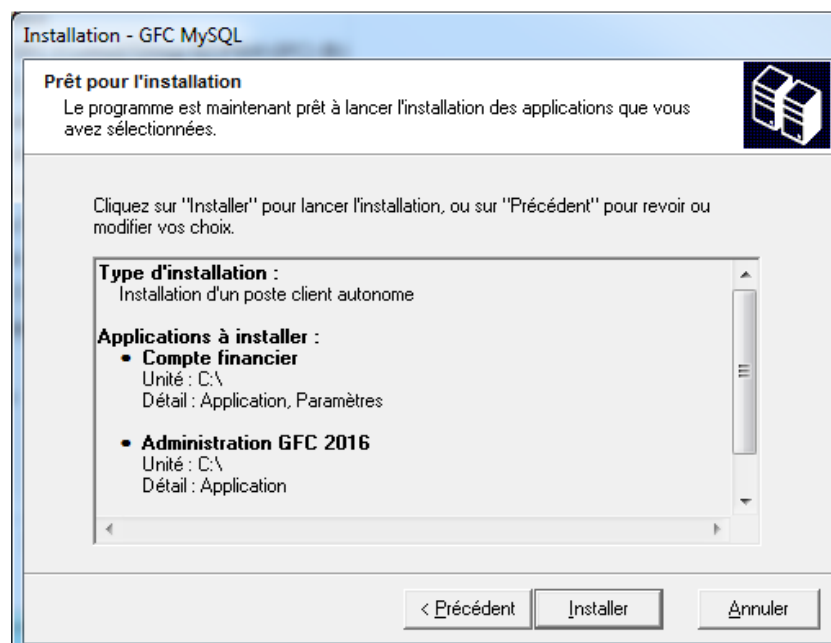 Installation - GFC MySQL
Prêt pour l'installation
Le programme est maintenant prêt à lancer l'installation des applications que vous
avez sélectionnées.
Cliquez sur "Installer" pour lancer l'installation, ou sur "Précédent" pour revoir ou
modifier vos choix.
Type d'installation :
Installation d'un poste client autonome
Applications à installer :
• Compte financier
Unité : C:\
Détail : Application, Paramètres
• Administration GFC 2016
Unité : C:\
Détail : Application
< Précédent Installer Annuler